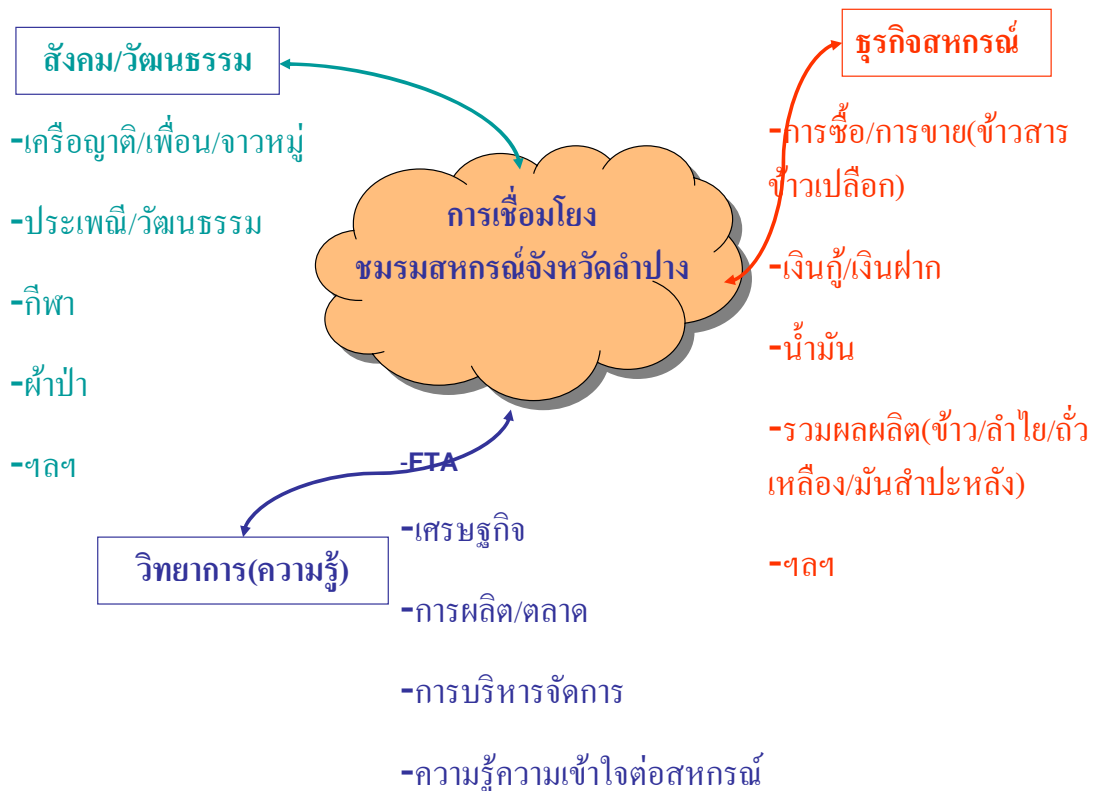 สังคม/วัฒนธรรม
-เครือญาติ/เพื่อน/จาวหมู่
-ประเพณี/วัฒนธรรม
-กีฬา
-ผ้าป่า
-ฯลฯ
การเชื่อมโยง
ชมรมสหกรณ์จังหวัดลำปาง
ธุรกิจสหกรณ์
-การซื้อ/การขาย(ข้าวสาร
ข้าวเปลือก)
-เงินกู้/เงินฝาก
-น้ำมัน
-รวมผลผลิต(ข้าว/ลำไย/ถั่ว
เหลือง/มันสำปะหลัง)
-ฯลฯ
วิทยาการ(ความรู้)
-FTA
-เศรษฐกิจ
-การผลิต/ตลาด
-การบริหารจัดการ
-ความรู้ความเข้าใจต่อสหกรณ์